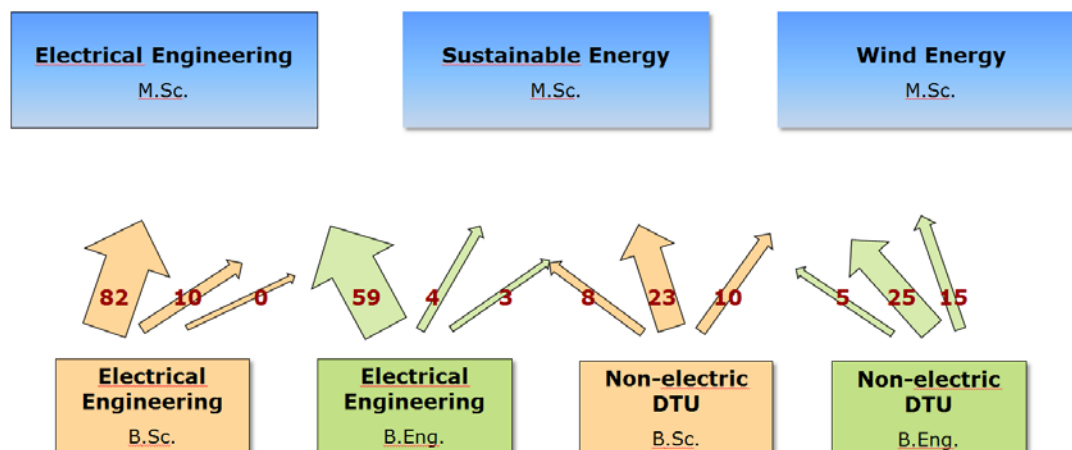 Electrical Engineering
M.Sc.
Sustainable Energy
M.Sc.
Wind Energy
M.Sc.
82
10
0
59
4
3
8
23
10
5
25
15
Electrical
Engineering
B.Sc.
Electrical
Engineering
B.Eng.
Non-electric
DTU
B.Sc.
Non-electric
DTU
B.Eng.